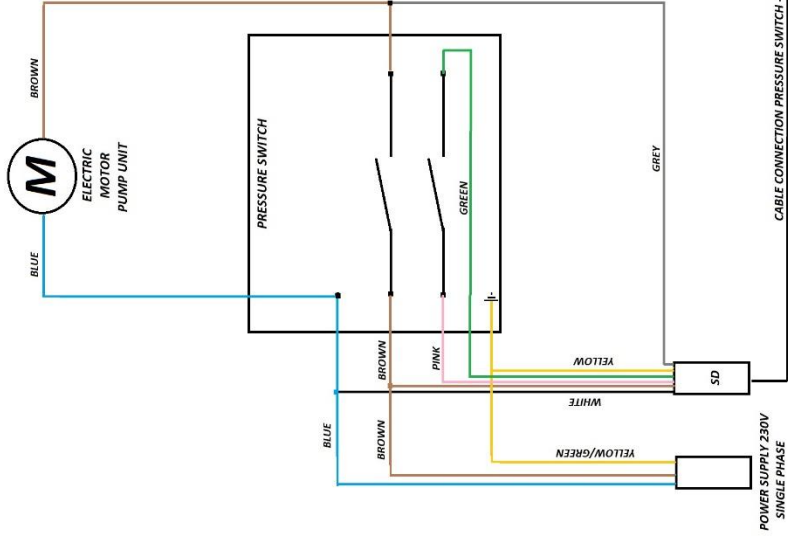 BROWN
M
ELECTRIC
MOTOR
PUMP UNIT
BLUE
PRESSURE SWITCH
GREEN
GREY
CABLE CONNECTION PRESSURE SWITCH -
BROWN
PINK
YELLOW
SD
WHITE
BLUE
BROWN
YELLOW/GREEN
POWER SUPPLY 230V
SINGLE PHASE